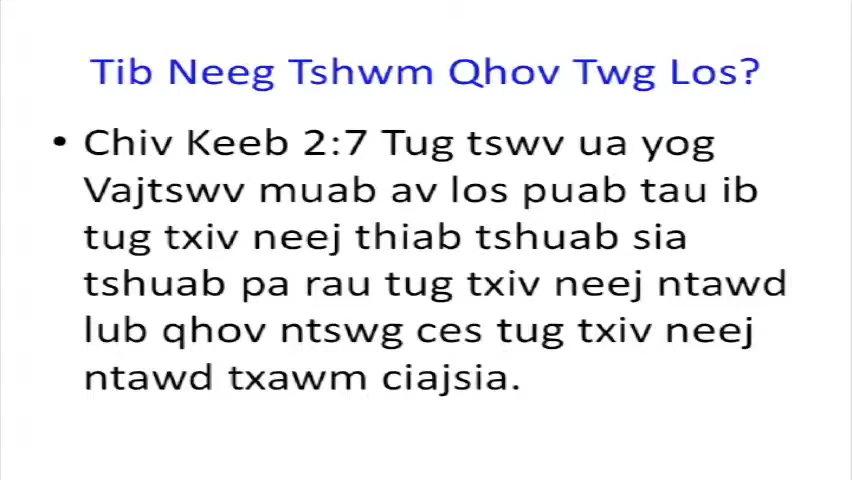 Tib Neeg Tshwm Qhov Twg Los?
• Chiv Keeb 2:7 Tug tswv ua yog
Vajtswv muab av los puab tau ib
tug txiv neej thiab tshuab sia
tshuab pa rau tug txiv neej ntawd
lub qhov ntswg ces tug txiv neej
ntawd txawm ciajsia.